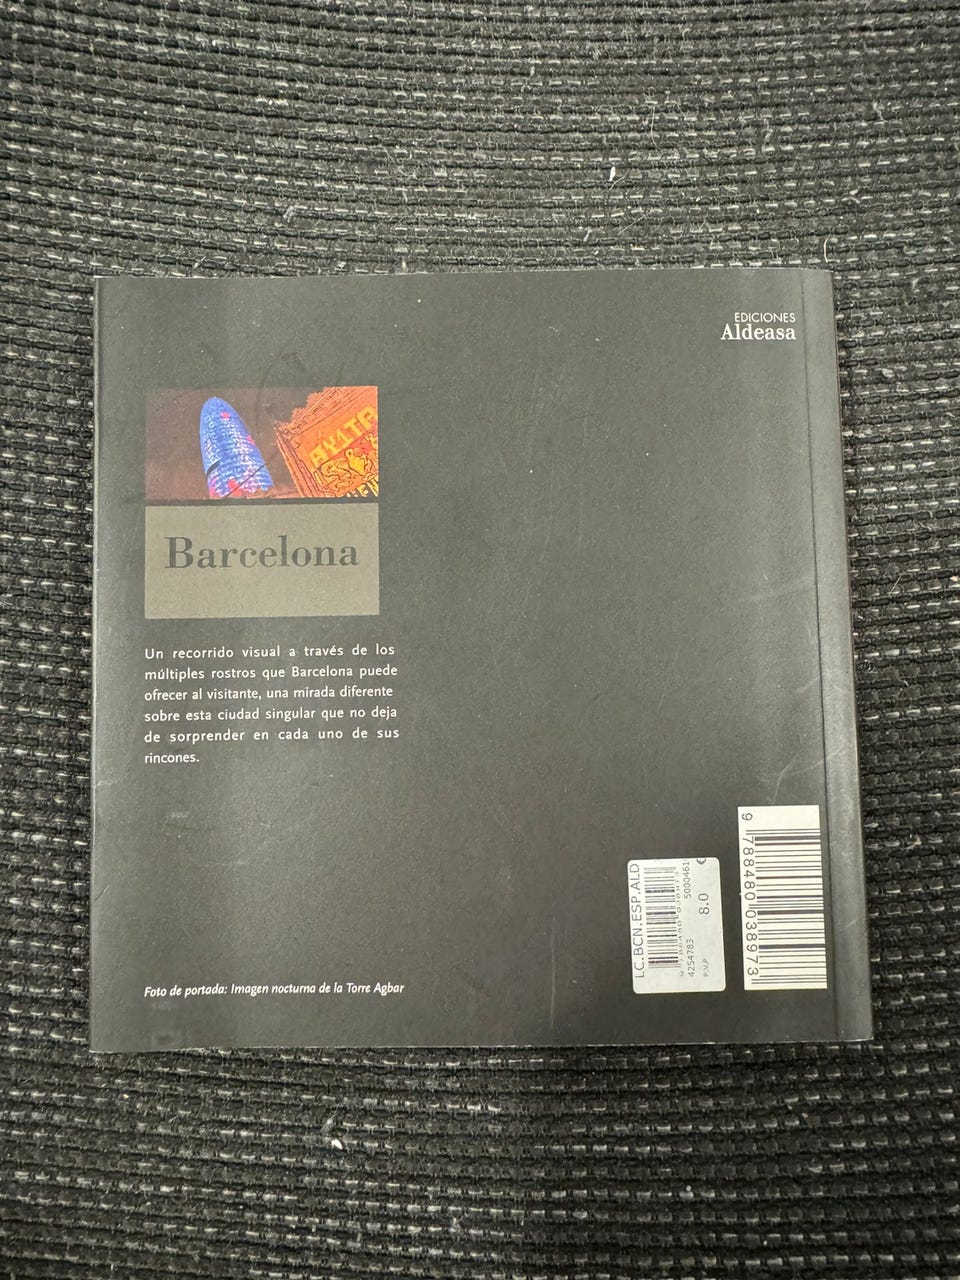 EDICIONES
Aldeasa
Barcelona
Un recorrido visual a través de los
múltiples rostros que Barcelona puede
ofrecer al visitante, una mirada diferente
sobre esta ciudad singular que no deja
de sorprender en cada uno de sus
rincones.
Foto de portada: Imagen nocturna de la Torre Agbar
LC.BCN.ESP.ALD
4254783
P.V.P
8.0 €
9 788480 038973